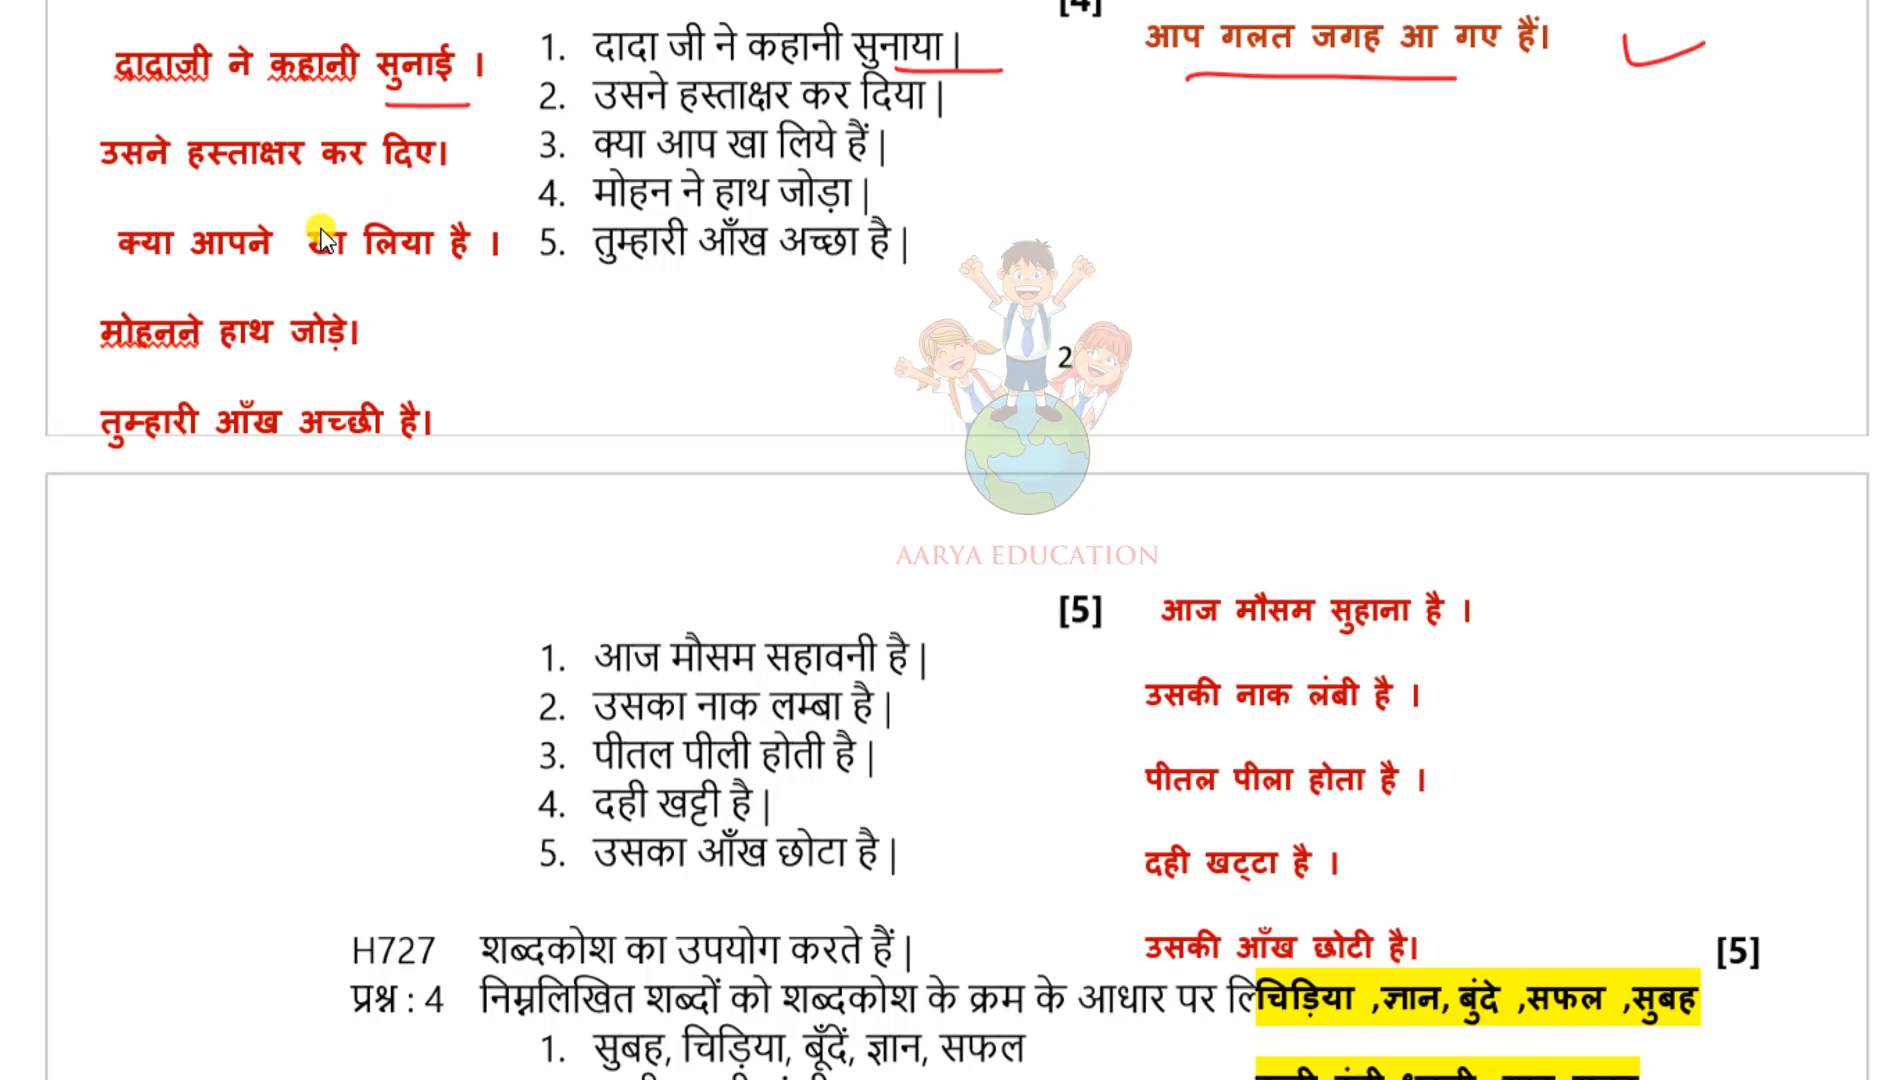 [4]
आप गलत जगह आ गए हैं।
दादाजी ने कहानी सुनाई ।
1. दादा जी ने कहानी सुनाया|
2. उसने हस्ताक्षर कर दिया|
उसने हस्ताक्षर कर दिए।
3. क्या आप खा लिये हैं|
4. मोहन ने हाथ जोड़ा|
क्या आपने खा लिया है ।
5. तुम्हारी आँख अच्छा है|
मोहनने हाथ जोड़े।
2
तुम्हारी आँख अच्छी है।
AARYA EDUCATION
[5]
आज मौसम सुहाना है ।
1. आज मौसम सहावनी है|
2. उसका नाक लम्बा है|
उसकी नाक लंबी है ।
3. पीतल पीली होती है|
पीतल पीला होता है ।
4. दही खट्टी है|
5. उसका आँख छोटा है|
दही खट्टा है ।
H727 शब्दकोश का उपयोग करते हैं|
उसकी आँख छोटी है।
[5]
प्रश्न : 4 निम्नलिखित शब्दों को शब्दकोश के क्रम के आधार पर लि
चिड़िया ,ज्ञान, बुंदे ,सफल ,सुबह
1. सुबह, चिड़िया, बूँदें, ज्ञान, सफल